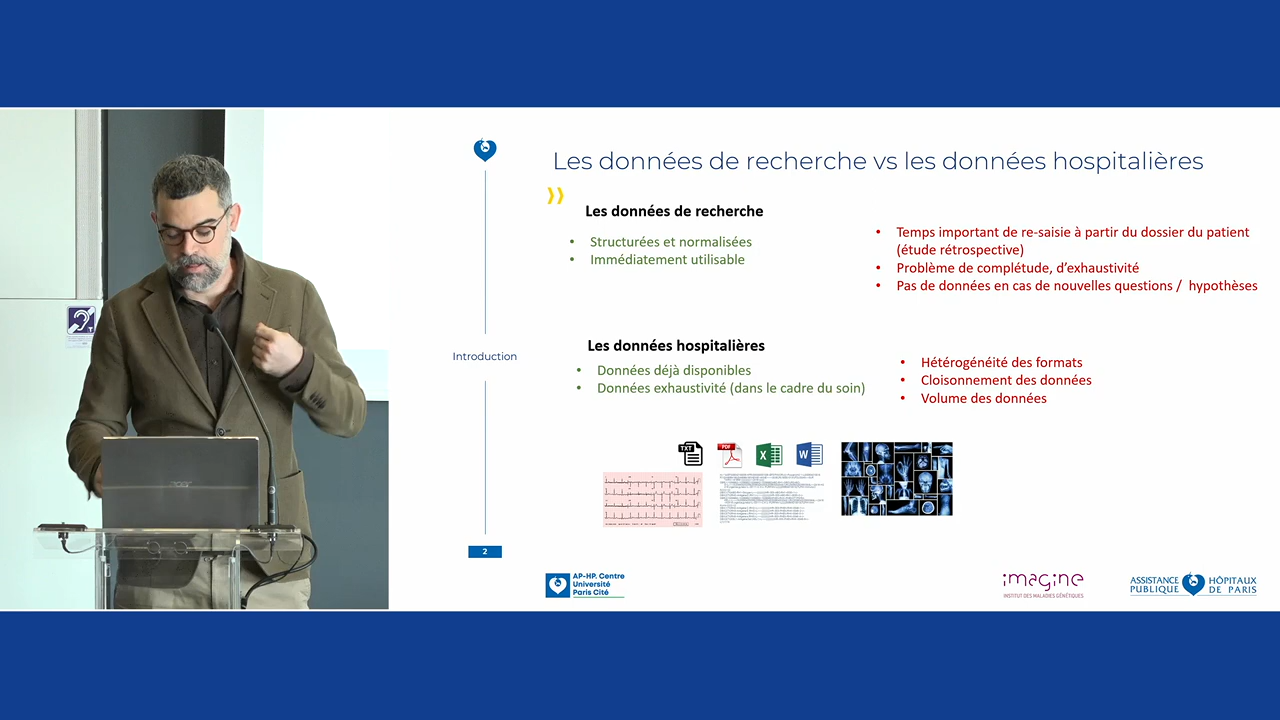 Les données de recherche vs les données hospitalières
Les données de recherche
• Structurées et normalisées
• Immédiatement utilisable
• Temps important de re-saisie à partir du dossier du patient
(étude rétrospective)
• Problème de complétude, d'exhaustivité
• Pas de données en cas de nouvelles questions / hypothèses
Introduction
Les données hospitalières
• Données déjà disponibles
• Données exhaustivité (dans le cadre du soin)
• Hétérogénéité des formats
• Cloisonnement des données
• Volume des données
TXT
PDF
X
W
acer
T
2
AP-HP. Centre
Université
Paris Cité
imagine
INSTITUT DES MALADIES GÉNÉTIQUES
ASSISTANCE
PUBLIQUE
HÔPITAUX
DE PARIS